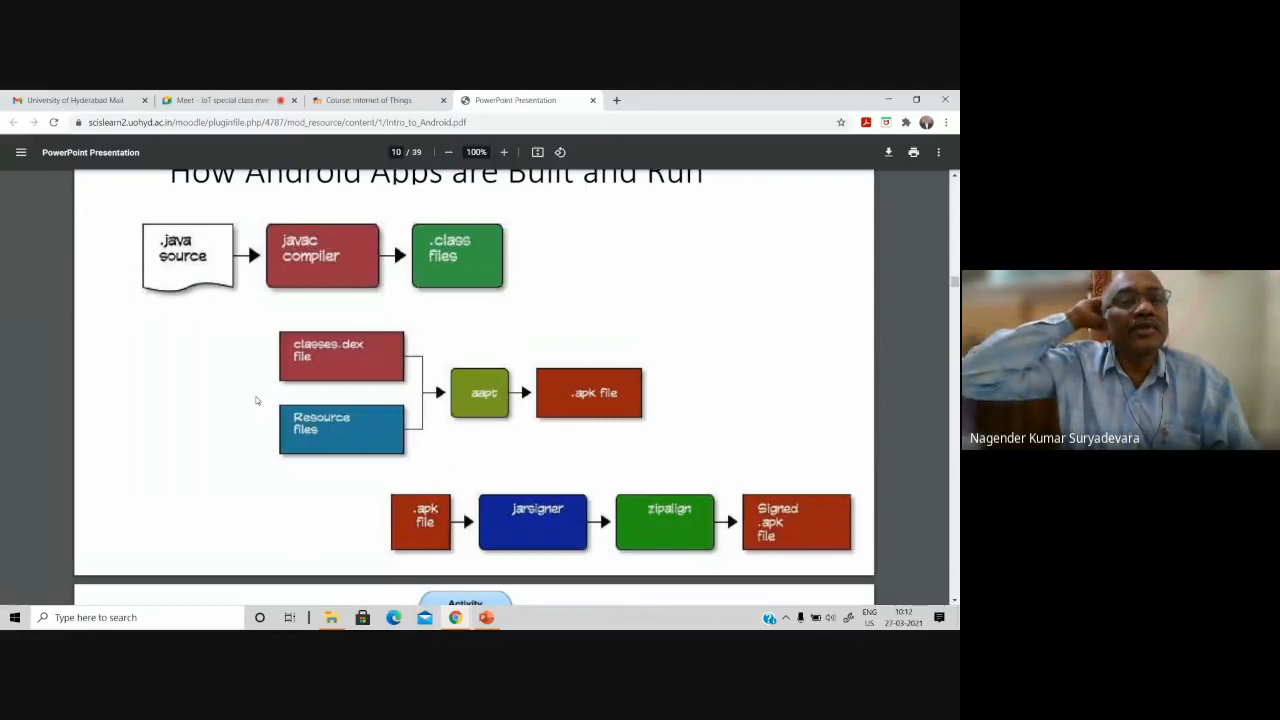 University of Hyderabad Mail
Meet - IoT special class mee
Course: Internet of Things
PowerPoint Presentation
scislearn2.uohyd.ac.in/moodle/pluginfile.php/4787/mod_resource/content/1/Intro_to_Android.pdf
PowerPoint Presentation
10 / 39
100%
How Android Apps are Built and Run
.java
source
javac
compiler
.class
files
classes.dex
file
Resource
files
aapt
.apk file
.apk
file
jarsigner
zipalign
Signed
.apk
file
Activity
Nagender Kumar Suryadevara
Type here to search
ENG
US
10:12
27-03-2021